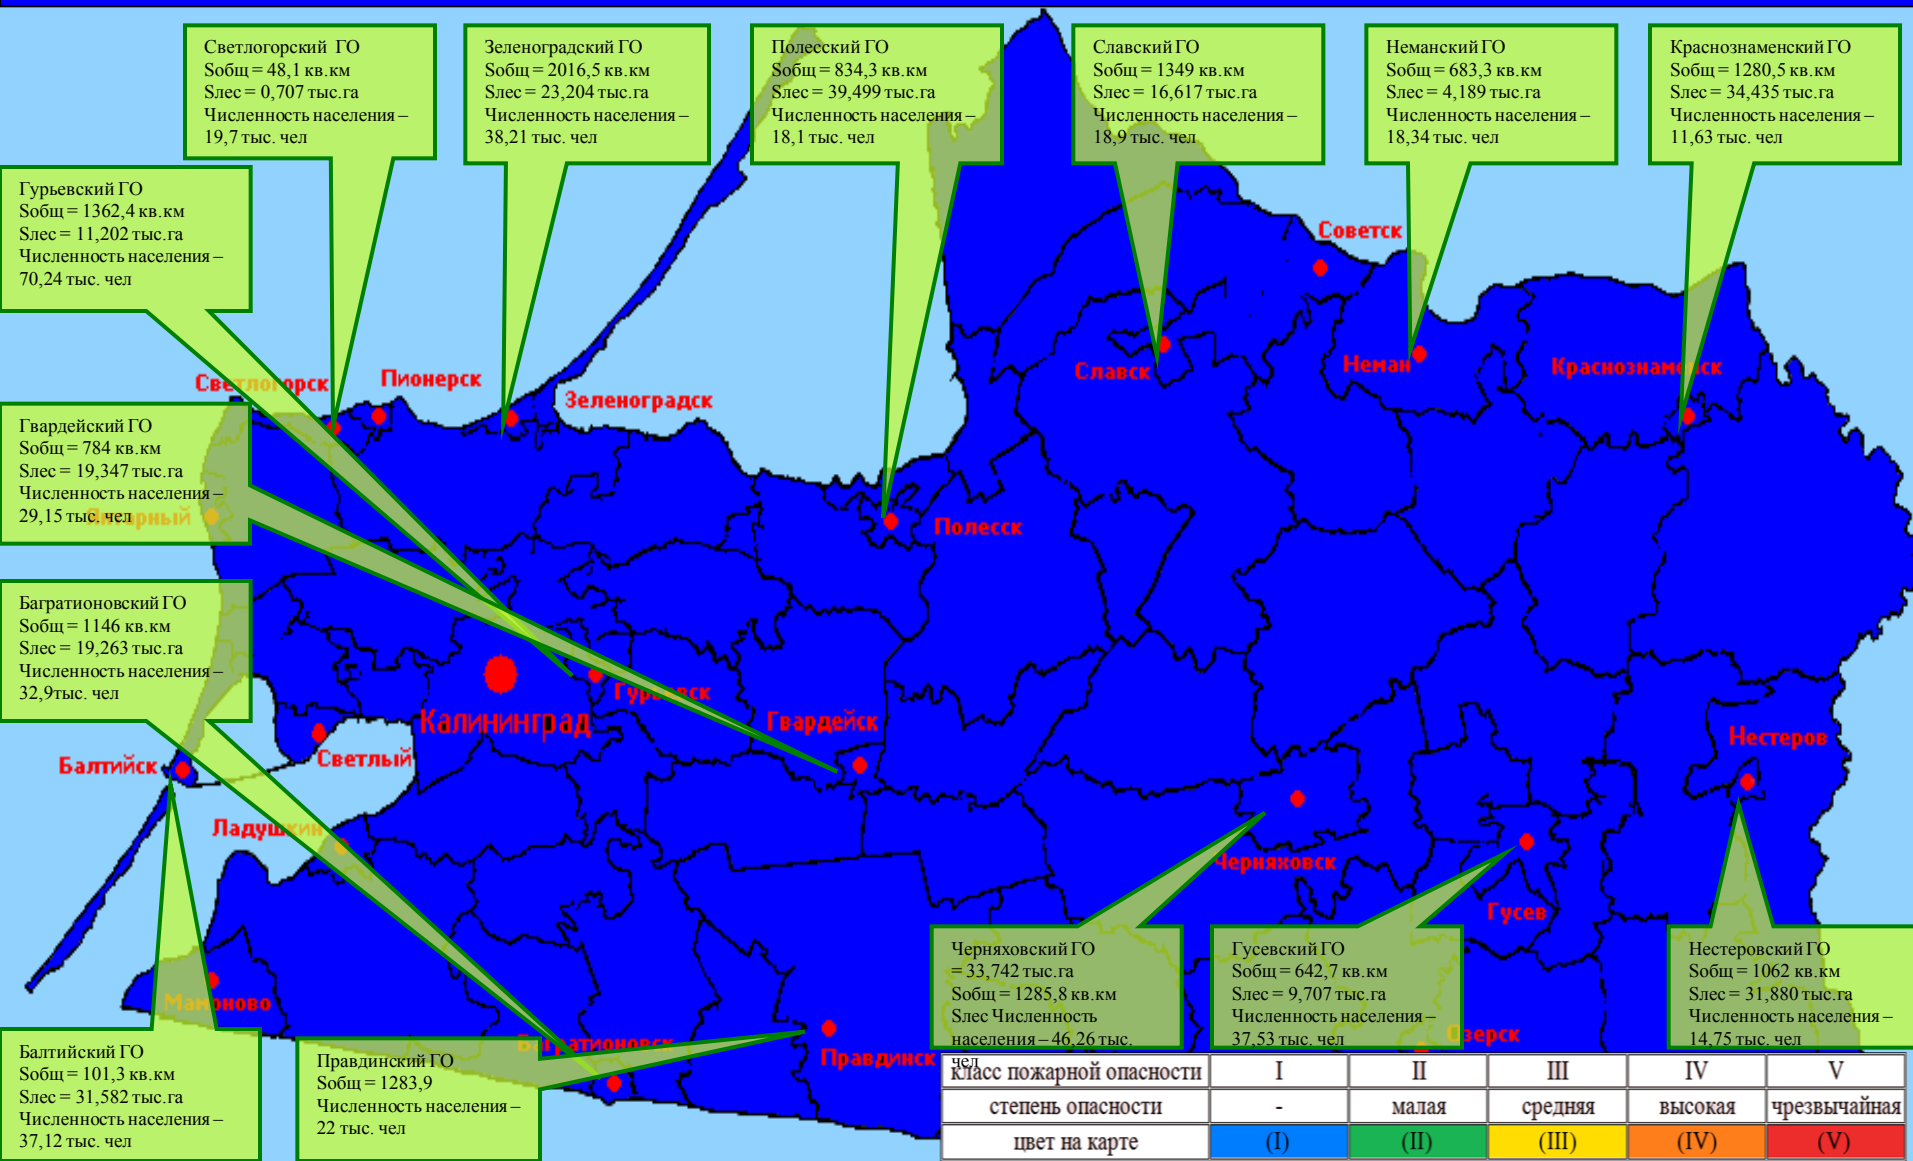 Светлогорский ГО
Sобщ = 48,1 кв.км
Sлес = 0,707 тыс.га
Численность населения –
19,7 тыс. чел
Зеленоградский ГО
Sобщ = 2016,5 кв.км
Sлес = 23,204 тыс.га
Численность населения –
38,21 тыс. чел
Полесский ГО
Sобщ = 834,3 кв.км
Sлес = 39,499 тыс.га
Численность населения –
18,1 тыс. чел
Славский ГО
Sобщ = 1349 кв.км
Sлес = 16,617 тыс.га
Численность населения –
18,9 тыс. чел
Неманский ГО
Sобщ = 683,3 кв.км
Sлес = 4,189 тыс.га
Численность населения –
18,34 тыс. чел
Краснознаменский ГО
Sобщ = 1280,5 кв.км
Sлес = 34,435 тыс.га
Численность населения –
11,63 тыс. чел
Гурьевский ГО
Sобщ = 1362,4 кв.км
Sлес = 11,202 тыс.га
Численность населения –
70,24 тыс. чел
Советск
Светлогорск
Пионерск
Зеленоградск
Славск
Неман
Краснознаменск
Гвардейский ГО
Sобщ = 784 кв.км
Sлес = 19,347 тыс.га
Численность населения –
29,15 тыс. чел
Янтарный
Полесск
Багратионовский ГО
Sобщ = 1146 кв.км
Sлес = 19,263 тыс.га
Численность населения –
32,9тыс. чел
Гурьевск
Калининград
Гвардейск
Нестеров
Балтийск
Светлый
Ладушкин
Черняховск
Гусев
Мамоново
Багратионовск
Правдинск
Озерск
Черняховский ГО
= 33,742 тыс.га
Sобщ = 1285,8 кв.км
Sлес Численность
населения – 46,26 тыс.
чел
Гусевский ГО
Sобщ = 642,7 кв.км
Sлес = 9,707 тыс.га
Численность населения –
37,53 тыс. чел
Нестеровский ГО
Sобщ = 1062 кв.км
Sлес = 31,880 тыс.га
Численность населения –
14,75 тыс. чел
Балтийский ГО
Sобщ = 101,3 кв.км
Sлес = 31,582 тыс.га
Численность населения –
37,12 тыс. чел
Правдинский ГО
Sобщ = 1283,9
Численность населения –
22 тыс. чел
класс пожарной опасности I II III IV V
степень опасности - малая средняя высокая чрезвычайная
цвет на карте (I) (II) (III) (IV) (V)